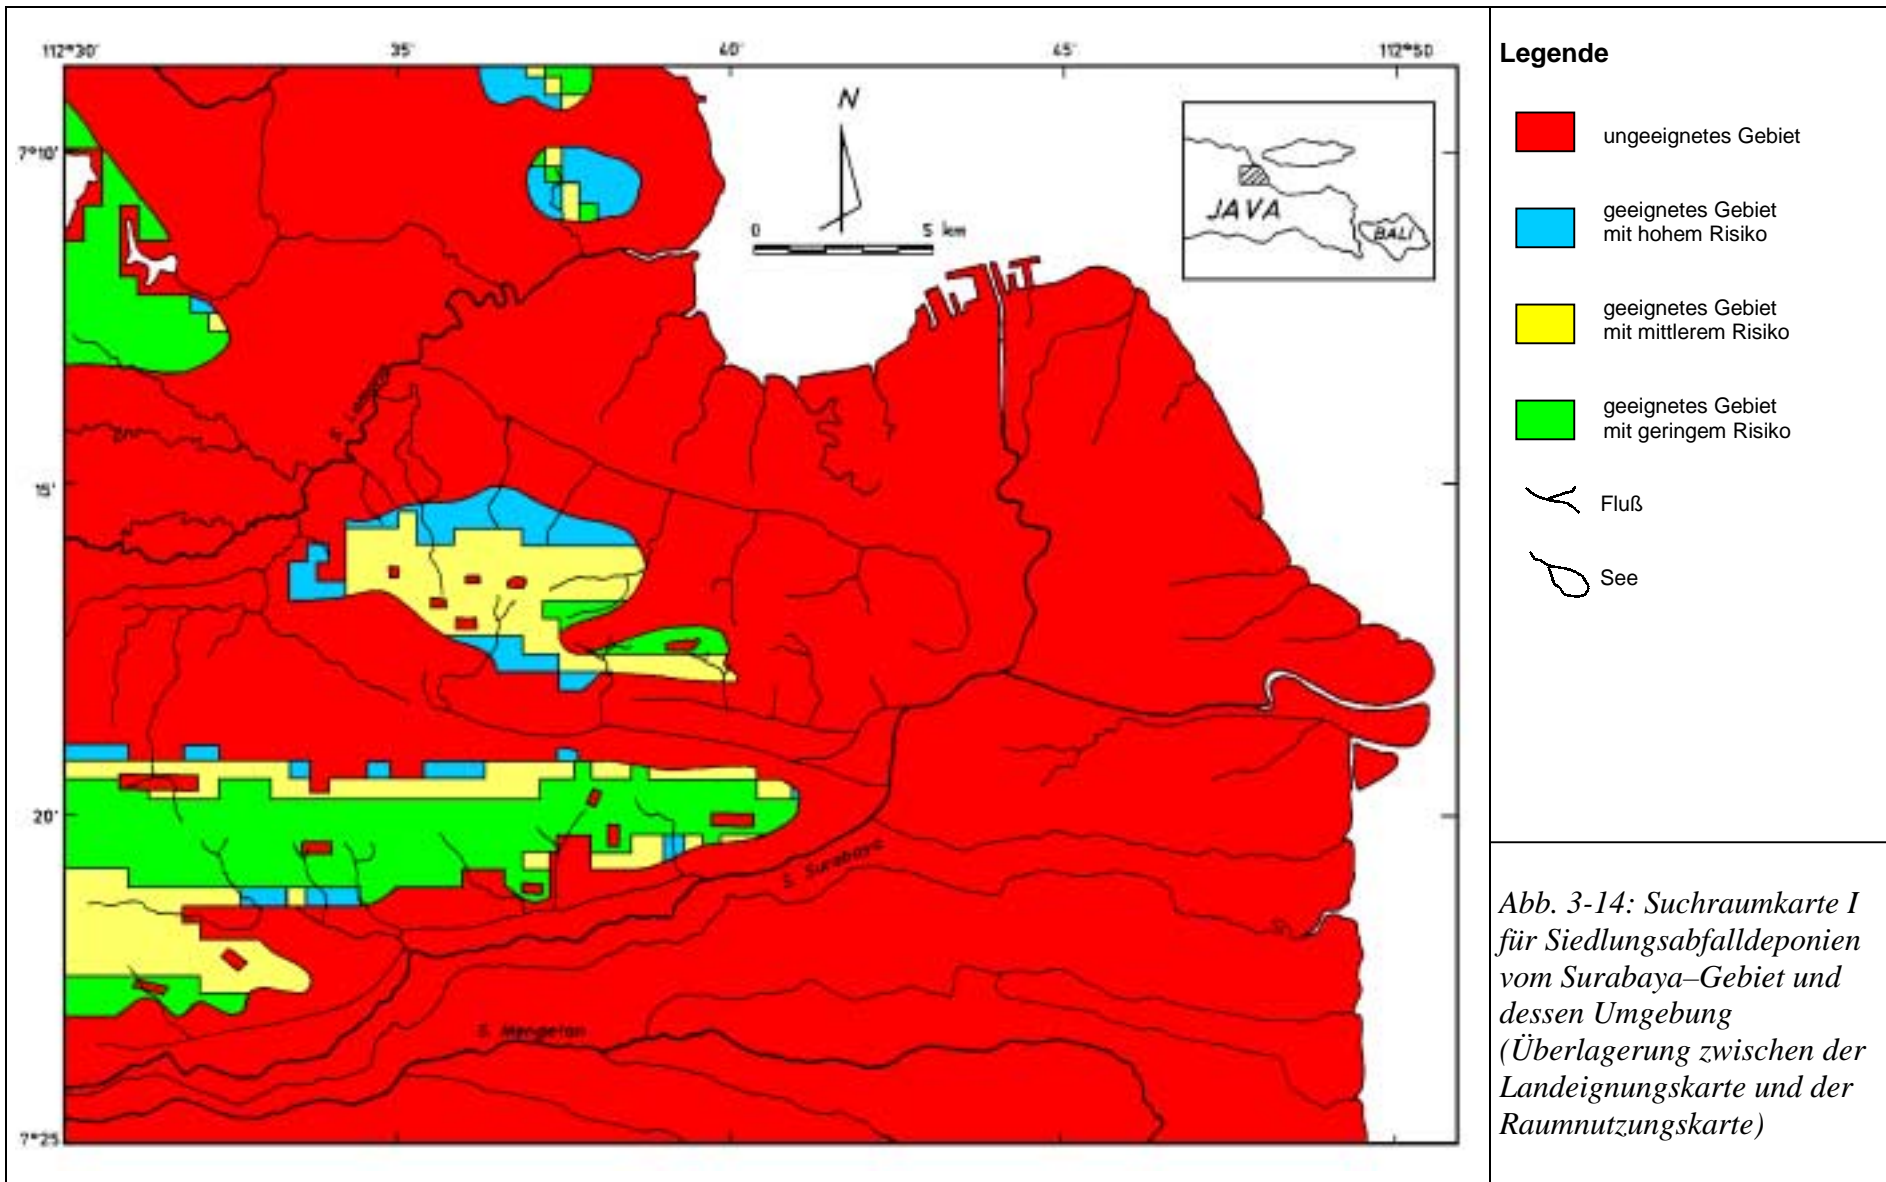 112°30'
35'
40'
45'
112°50
7°10'
15'
20'
7°25
N
0 5 km
JAVA
BALI
S. Surabaya
Legende
ungeeignetes Gebiet
geeignetes Gebiet
mit hohem Risiko
geeignetes Gebiet
mit mittlerem Risiko
geeignetes Gebiet
mit geringem Risiko
Fluß
See
Abb. 3-14: Suchraumkarte I
für Siedlungsabfalldeponien
vom Surabaya–Gebiet und
dessen Umgebung
(Überlagerung zwischen der
Landeignungskarte und der
Raumnutzungskarte)